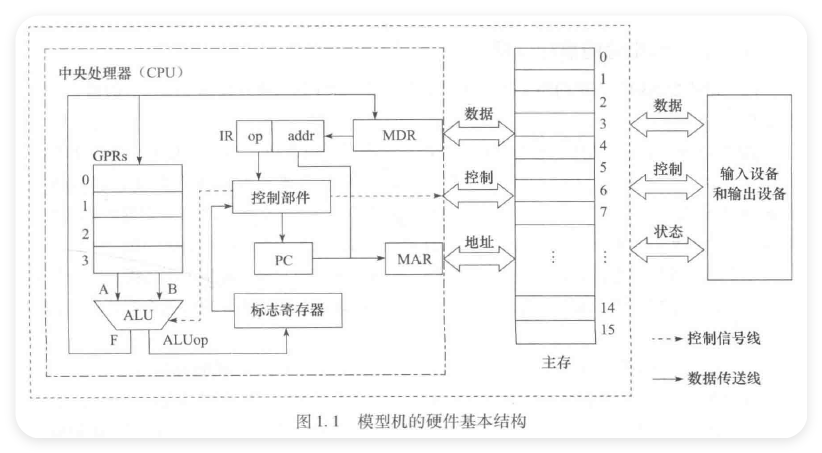 中央处理器（CPU）
IR
op
addr
MDR
数据
GPRs
0
1
2
3
控制部件
控制
PC
MAR
地址
A
B
ALU
F
ALUop
标志寄存器
0
1
2
3
4
5
6
7
⋮
⋮
14
15
主存
数据
控制
状态
输入设备
和输出设备
控制信号线
数据传送线
图 1.1 模型机的硬件基本结构